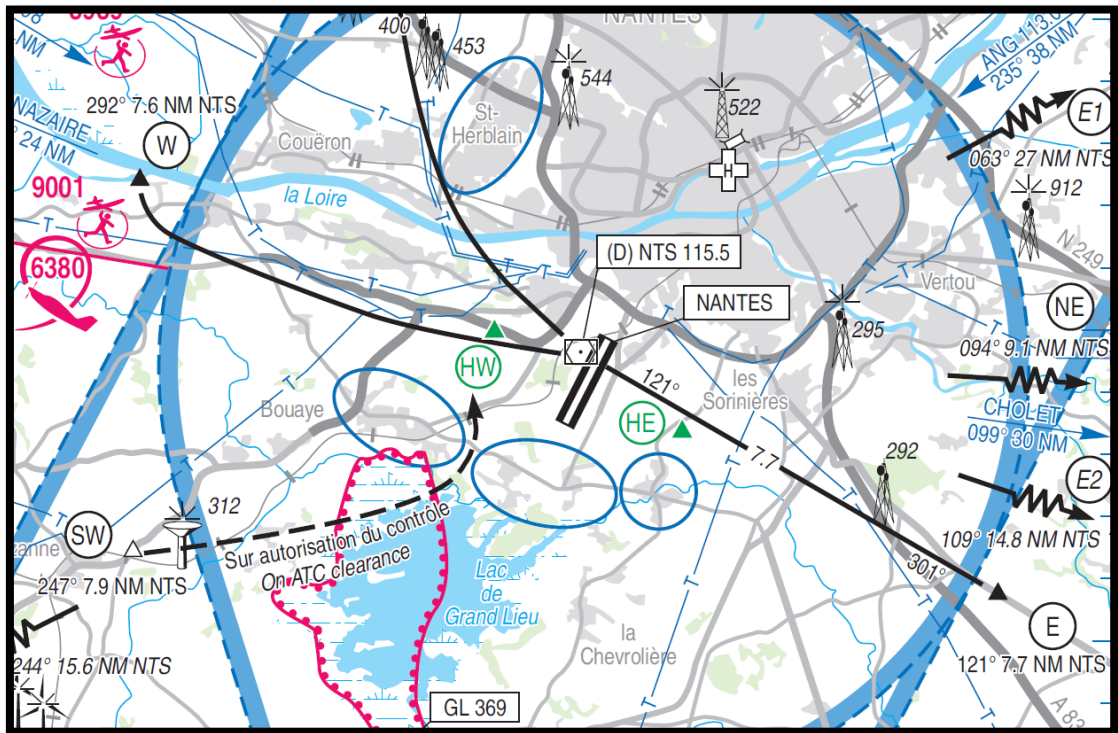 NANTES
400
453
544
522
ANG 113.0
235° 38 NM
292° 7.6 NM NTS
W
St-
Herblain
Couëron
NAZAIRE
24 NM
la Loire
9001
6380
E1
063° 27 NM NTS
912
N 249
(D) NTS 115.5
NANTES
Vertou
295
NE
094° 9.1 NM NTS
HW
121°
les
Sorinières
Bouaye
HE
CHOLET
099° 30 NM
7.7
292
E2
109° 14.8 NM NTS
312
SW
Sur autorisation du contrôle
On ATC clearance
247° 7.9 NM NTS
Lac
de
Grand Lieu
301°
la
Chevrolière
E
121° 7.7 NM NTS
244° 15.6 NM NTS
GL 369
A 83